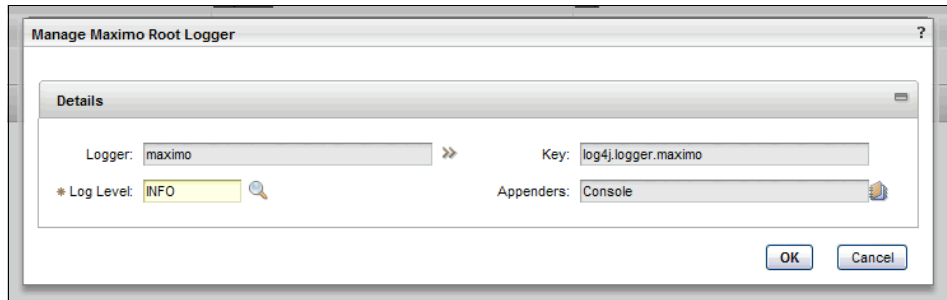 Manage Maximo Root Logger ?
Details
Logger: maximo » Key: log4j.logger.maximo
* Log Level: INFO Appenders: Console
OK Cancel